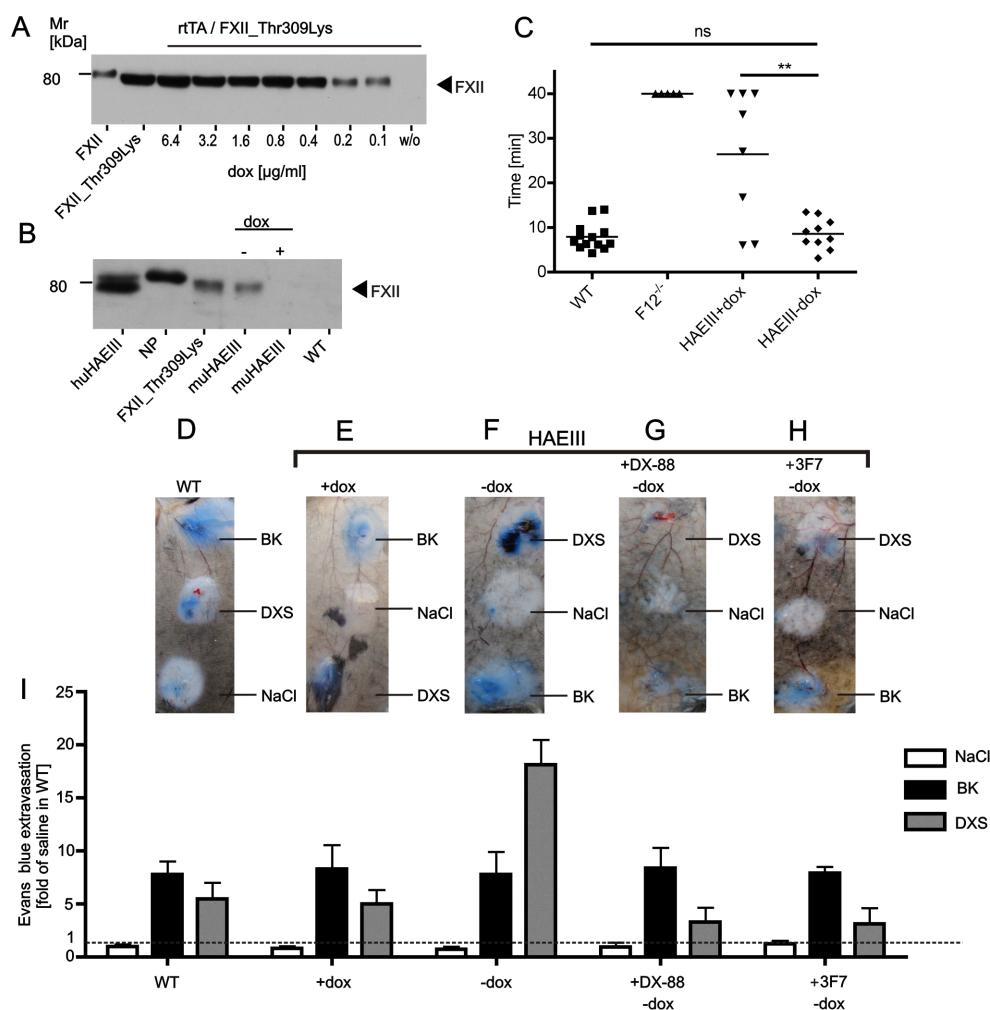 A
Mr
[kDa]
rtTA / FXII_Thr309Lys
80
FXII
FXII
FXII_Thr309Lys
6.4
3.2
1.6
0.8
0.4
0.2
0.1
w/o
dox [µg/ml]
B
dox
-
+
80
FXII
huHAEIII
NP
FXII_Thr309Lys
muHAEIII
muHAEIII
WT
C
ns
**
Time [min]
40
30
20
10
0
WT
F12-/-
HAEIII+dox
HAEIII-dox
D
E
F
G
H
HAEIII
WT
+dox
-dox
+DX-88
-dox
+3F7
-dox
BK
DXS
NaCl
BK
NaCl
DXS
DXS
NaCl
BK
DXS
NaCl
BK
DXS
NaCl
BK
I
Evans blue extravasation
[fold of saline in WT]
25
20
15
10
5
1
0
WT
+dox
-dox
+DX-88
-dox
+3F7
-dox
NaCl
BK
DXS